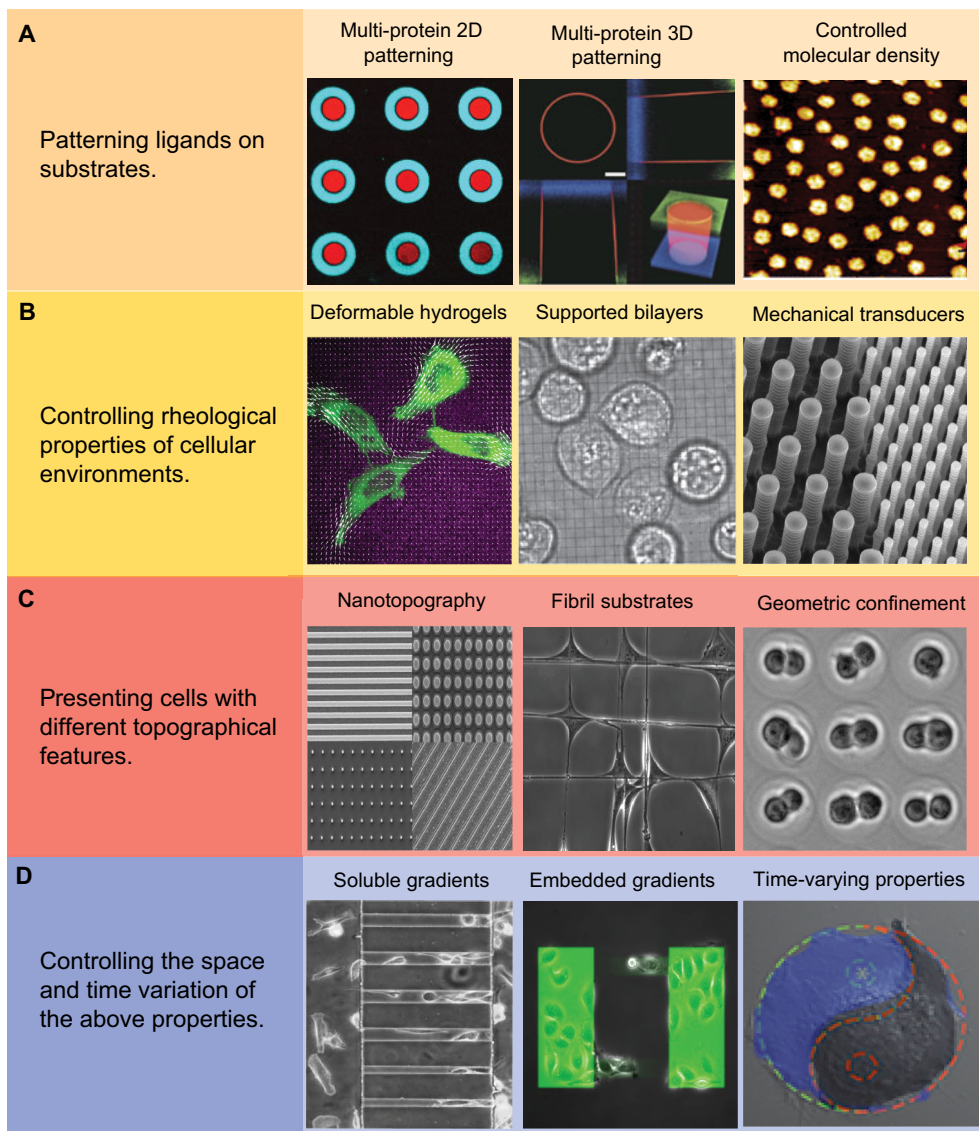 A
Patterning ligands on
substrates.
Multi-protein 2D
patterning
Multi-protein 3D
patterning
Controlled
molecular density
B
Controlling rheological
properties of cellular
environments.
Deformable hydrogels
Supported bilayers
Mechanical transducers
C
Presenting cells with
different topographical
features.
Nanotopography
Fibril substrates
Geometric confinement
D
Controlling the space
and time variation of
the above properties.
Soluble gradients
Embedded gradients
Time-varying properties